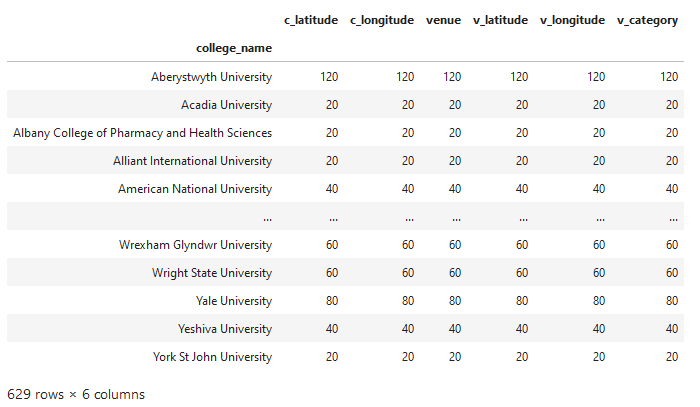 c_latitude c_longitude venue v_latitude v_longitude v_category
college_name
Aberystwyth University 120 120 120 120 120 120
Acadia University 20 20 20 20 20 20
Albany College of Pharmacy and Health Sciences 20 20 20 20 20 20
Alliant International University 20 20 20 20 20 20
American National University 40 40 40 40 40 40
... ... ... ... ... ... ...
Wrexham Glyndwr University 60 60 60 60 60 60
Wright State University 60 60 60 60 60 60
Yale University 80 80 80 80 80 80
Yeshiva University 40 40 40 40 40 40
York St John University 20 20 20 20 20 20
629 rows × 6 columns